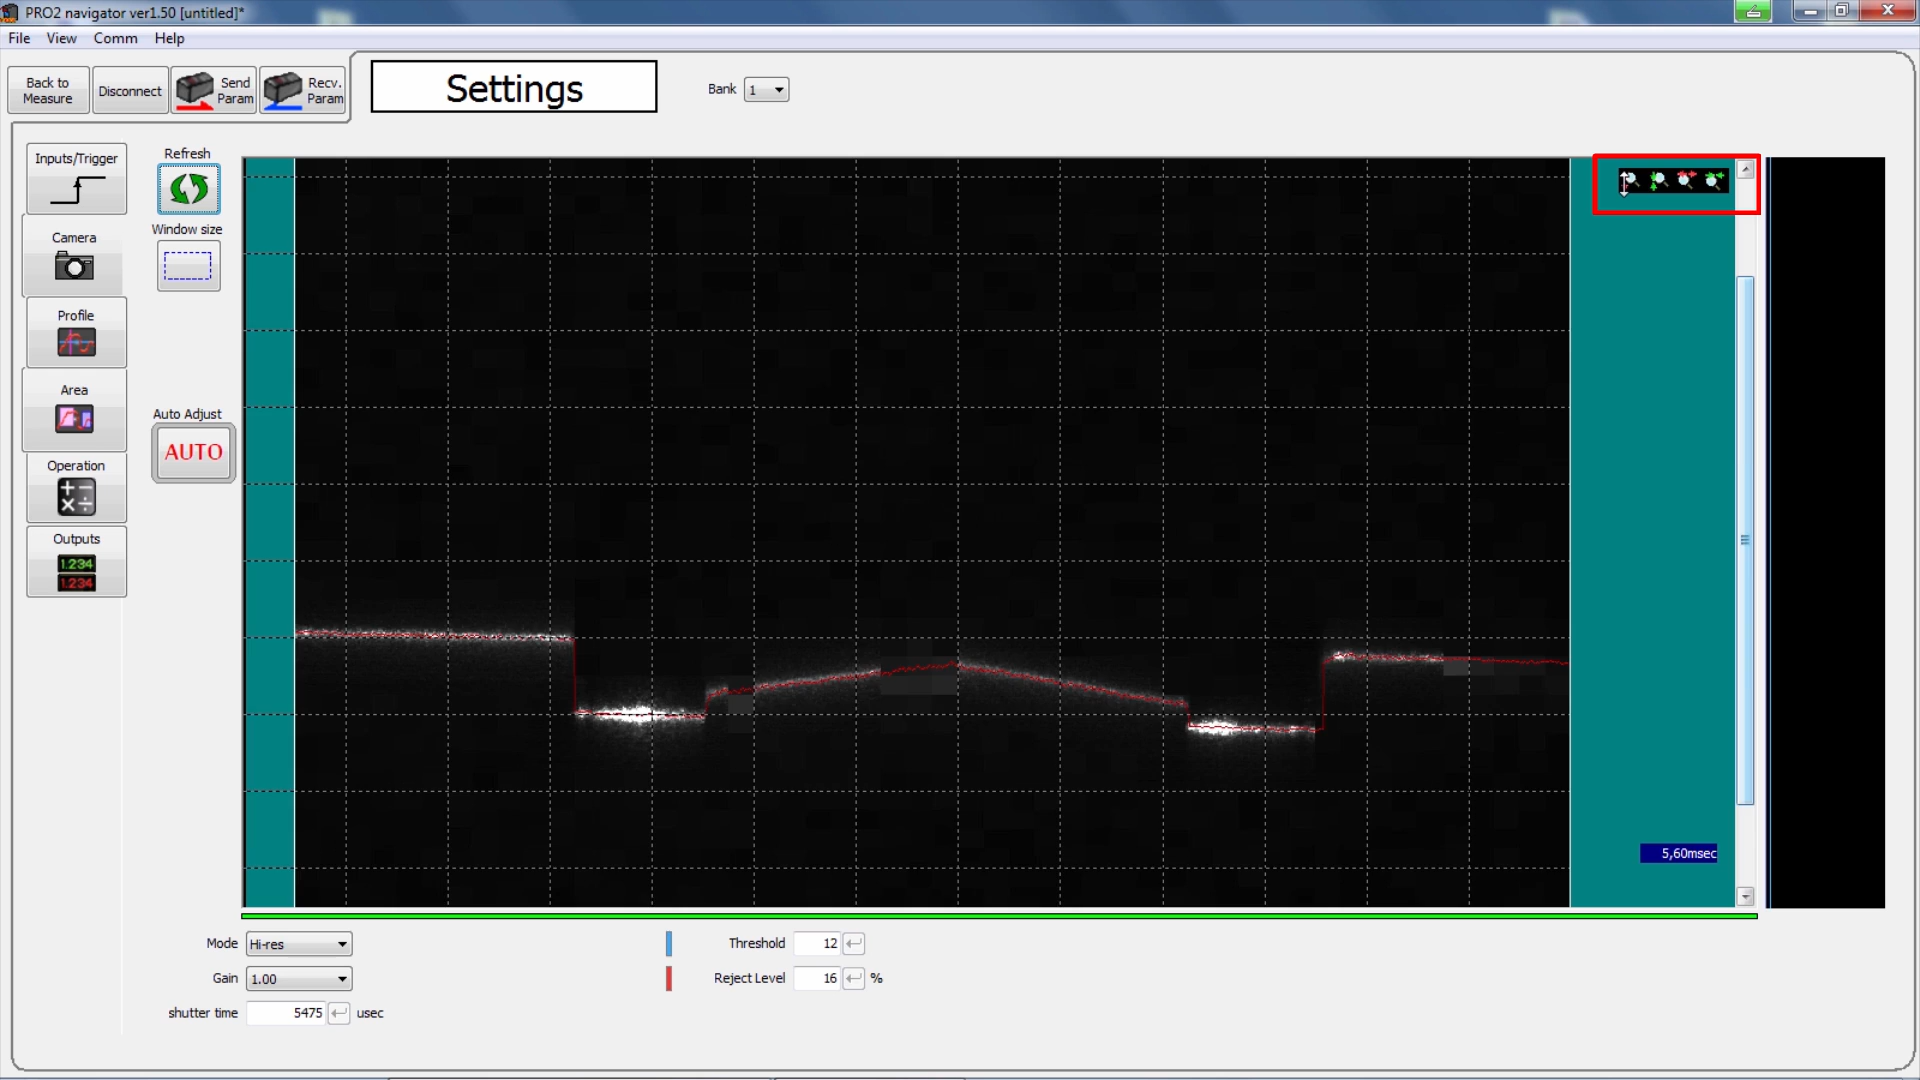 PRO2 navigator ver1.50 [untitled]*
File View Comm Help
Back to
Measure
Disconnect
Send
Param
Recv.
Param
Settings
Bank 1
Inputs/Trigger
Refresh
Window size
Camera
Profile
Area
Auto Adjust
AUTO
Operation
Outputs
1.234
1.234
5,60msec
Mode Hi-res
Threshold 12
Gain 1.00
Reject Level 16 %
shutter time 5475 usec